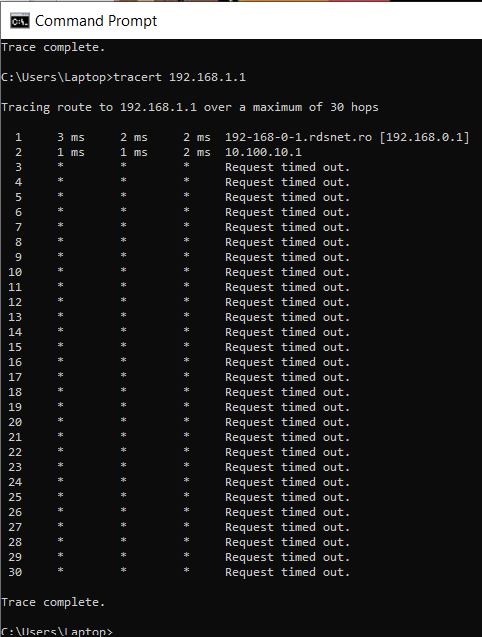 Command Prompt
Trace complete.
C:\Users\Laptop>tracert 192.168.1.1
Tracing route to 192.168.1.1 over a maximum of 30 hops
1 3 ms 2 ms 2 ms 192-168-0-1.rdsnet.ro [192.168.0.1]
2 1 ms 1 ms 2 ms 10.100.10.1
3 * * * Request timed out.
4 * * * Request timed out.
5 * * * Request timed out.
6 * * * Request timed out.
7 * * * Request timed out.
8 * * * Request timed out.
9 * * * Request timed out.
10 * * * Request timed out.
11 * * * Request timed out.
12 * * * Request timed out.
13 * * * Request timed out.
14 * * * Request timed out.
15 * * * Request timed out.
16 * * * Request timed out.
17 * * * Request timed out.
18 * * * Request timed out.
19 * * * Request timed out.
20 * * * Request timed out.
21 * * * Request timed out.
22 * * * Request timed out.
23 * * * Request timed out.
24 * * * Request timed out.
25 * * * Request timed out.
26 * * * Request timed out.
27 * * * Request timed out.
28 * * * Request timed out.
29 * * * Request timed out.
30 * * * Request timed out.
Trace complete.
C:\Users\Laptop>